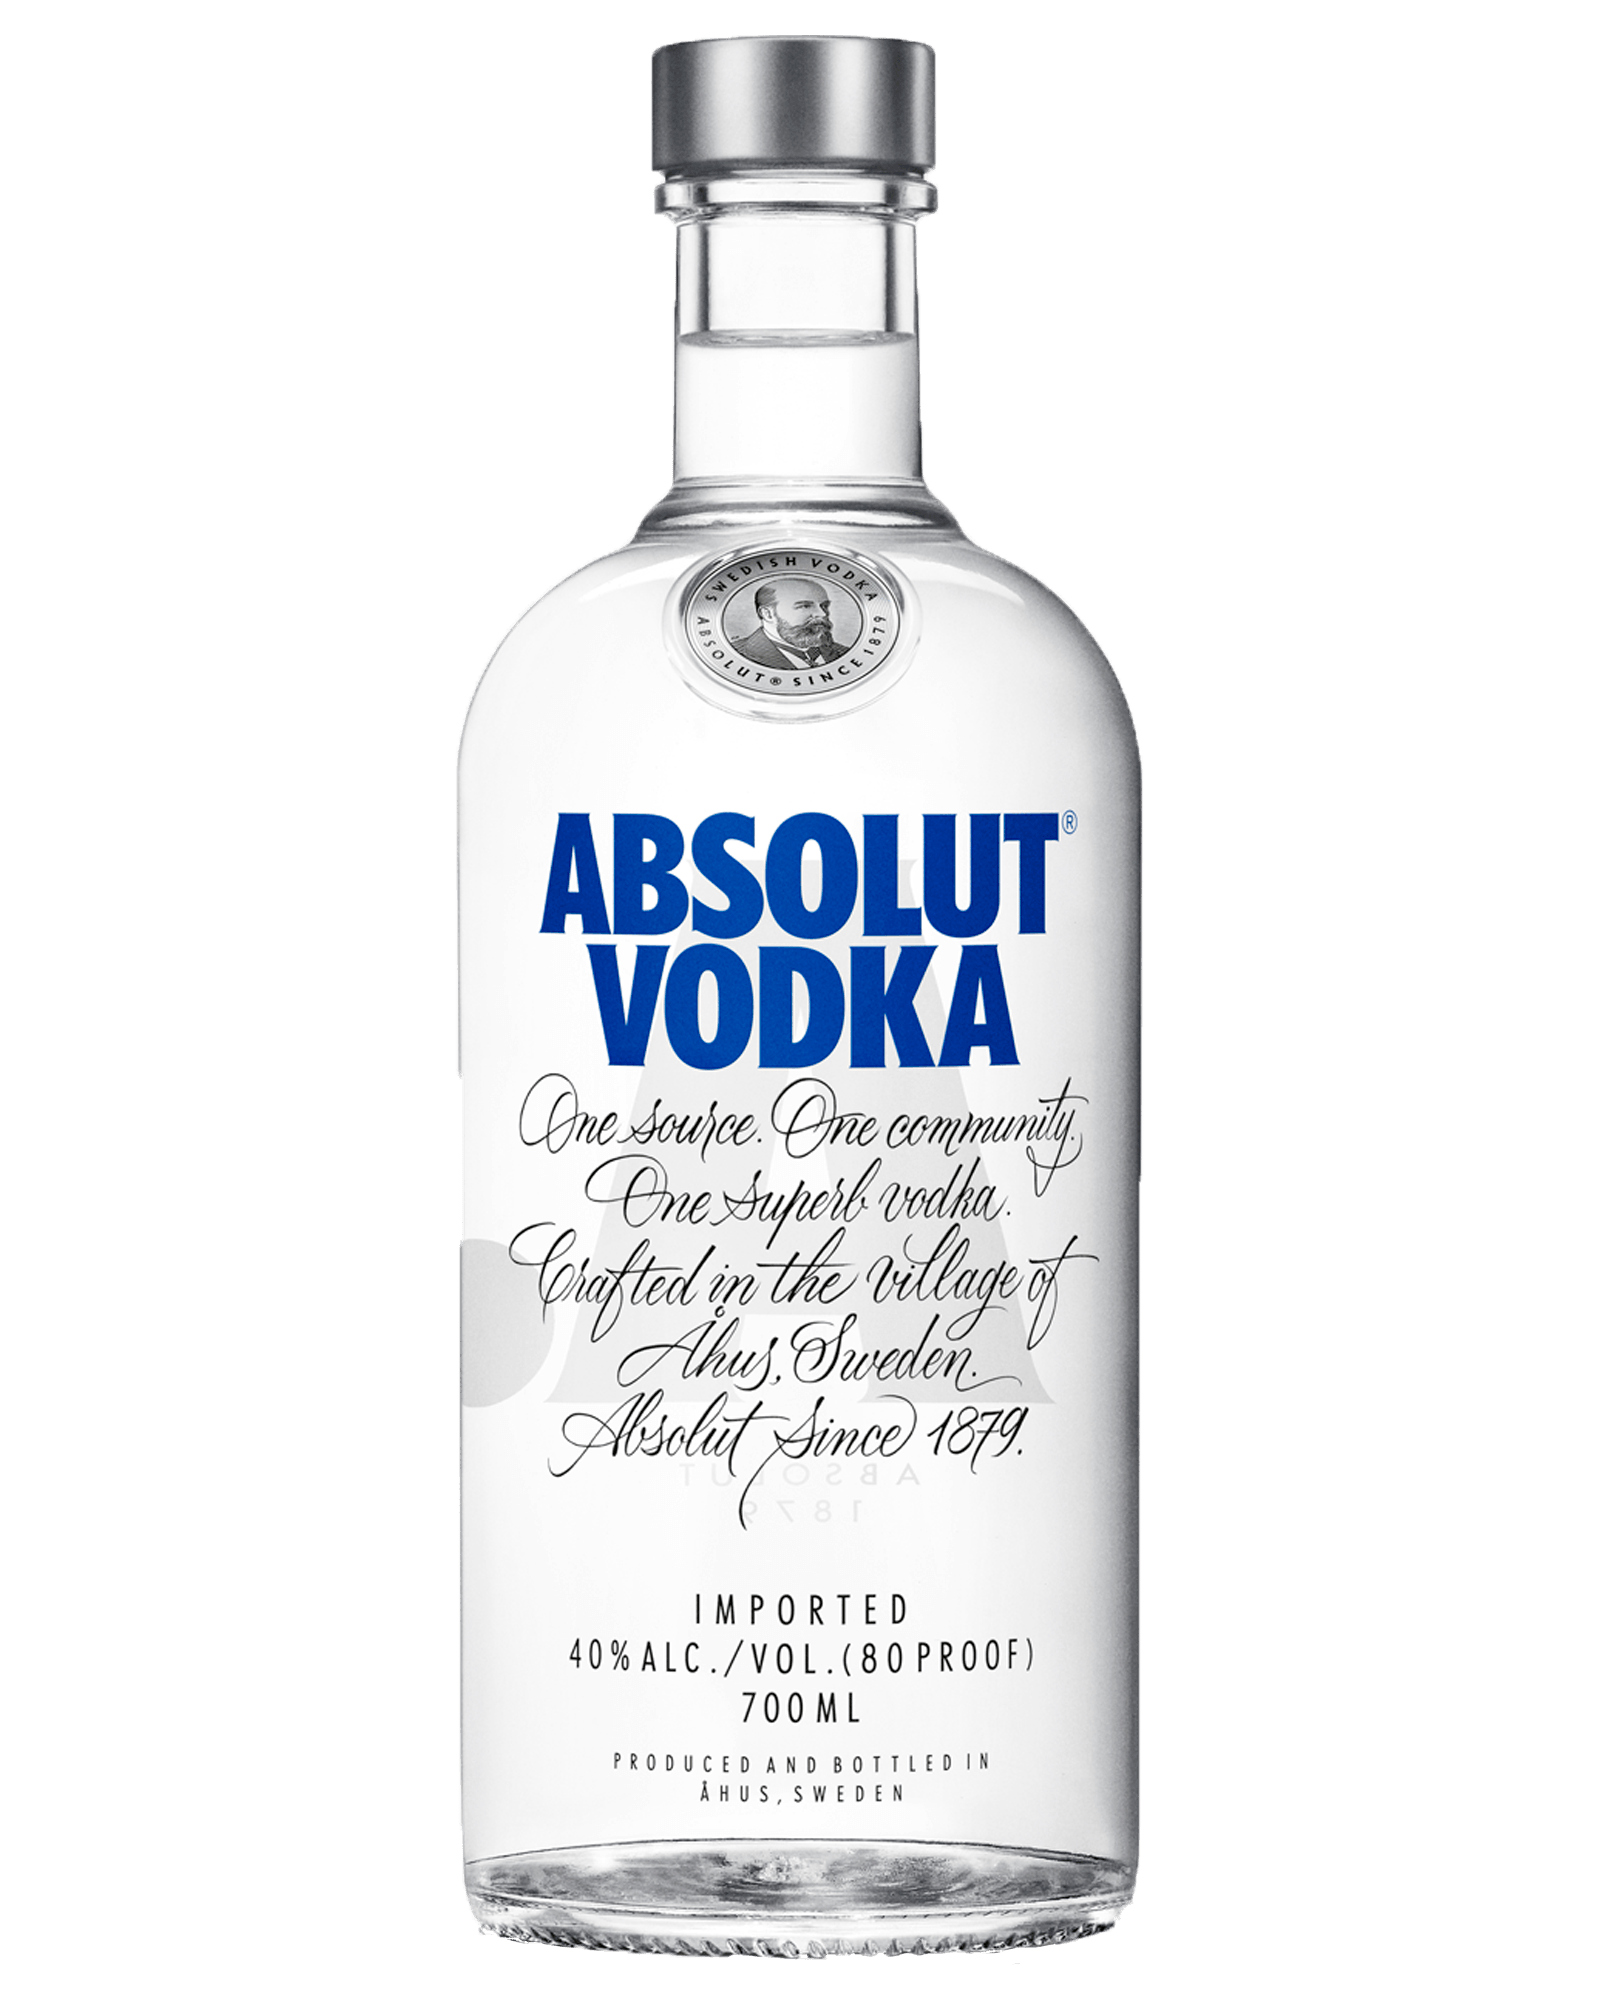 SWEDISH VODKA
ABSOLUT® SINCE 1879
ABSOLUT®
VODKA
One source. One community.
One superb vodka.
Crafted in the village of
Åhus, Sweden.
Absolut Since 1879.
ABSOLUT
1879
IMPORTED
40% ALC./VOL. (80 PROOF)
700 ML
PRODUCED AND BOTTLED IN
ÅHUS, SWEDEN